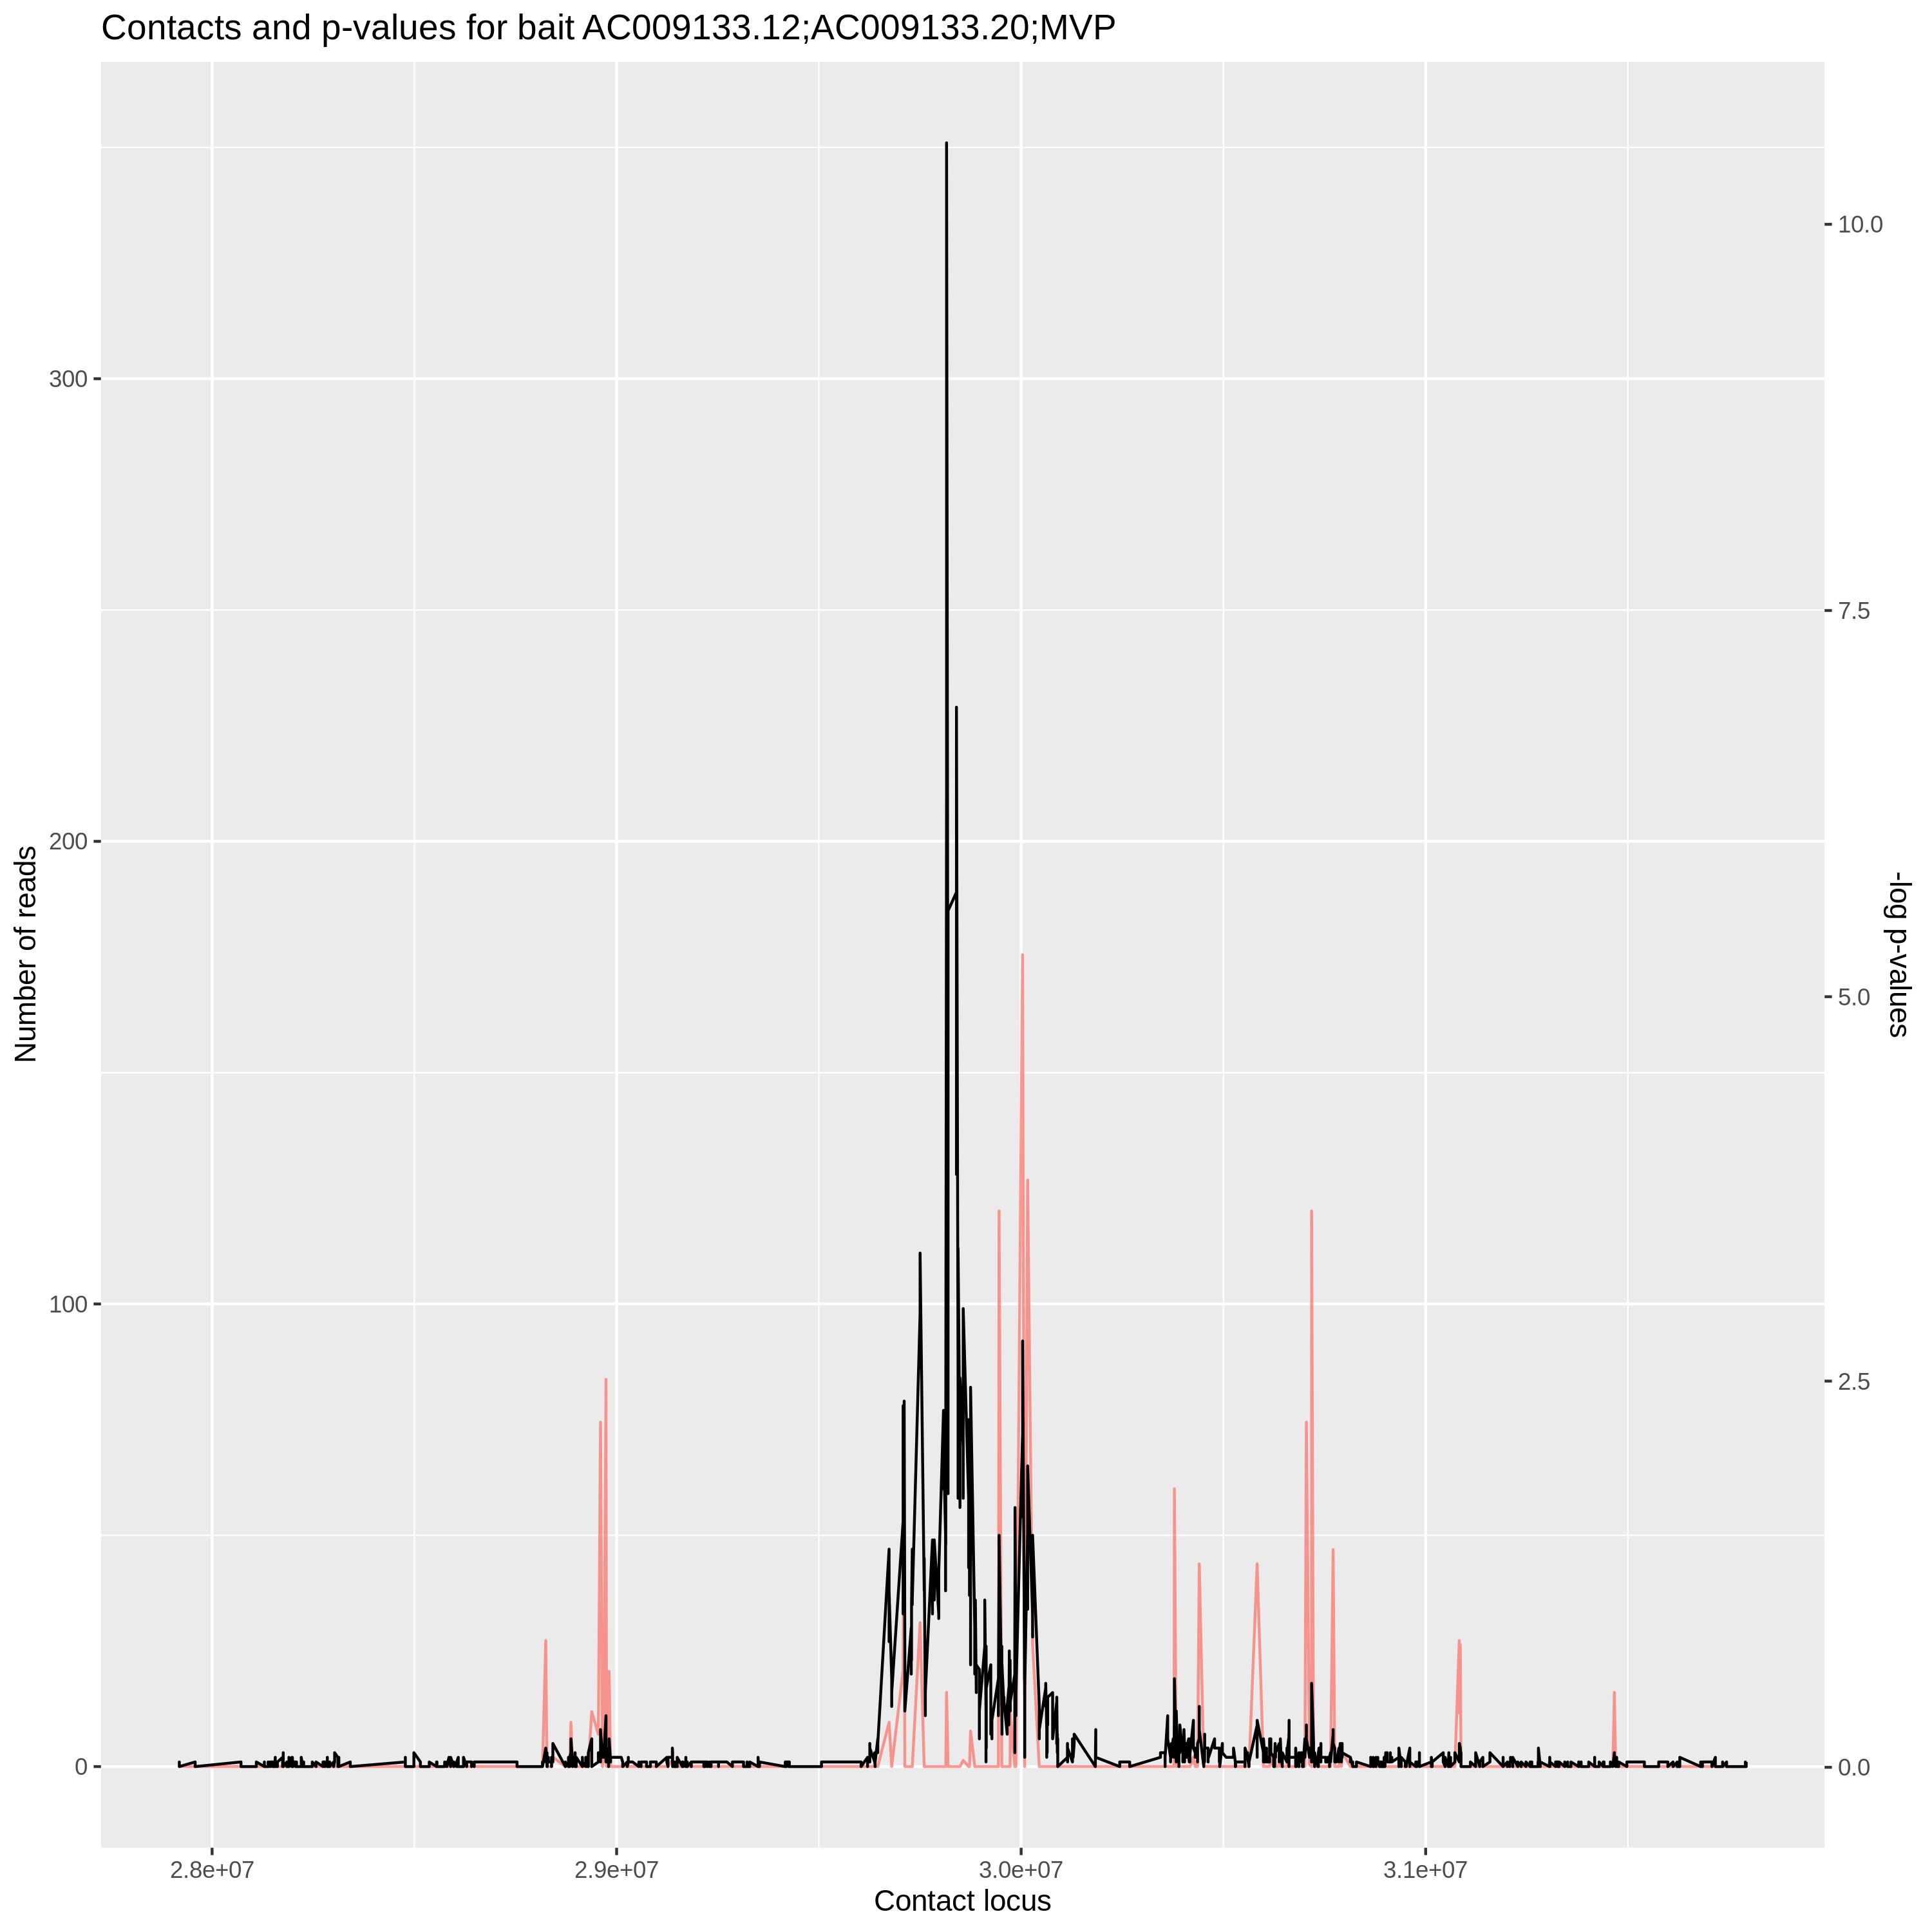 Contacts and p-values for bait AC009133.12;AC009133.20;MVP
300
200
100
0
Number of reads
10.0
7.5
5.0
2.5
0.0
-log p-values
2.8e+07
2.9e+07
3.0e+07
3.1e+07
Contact locus